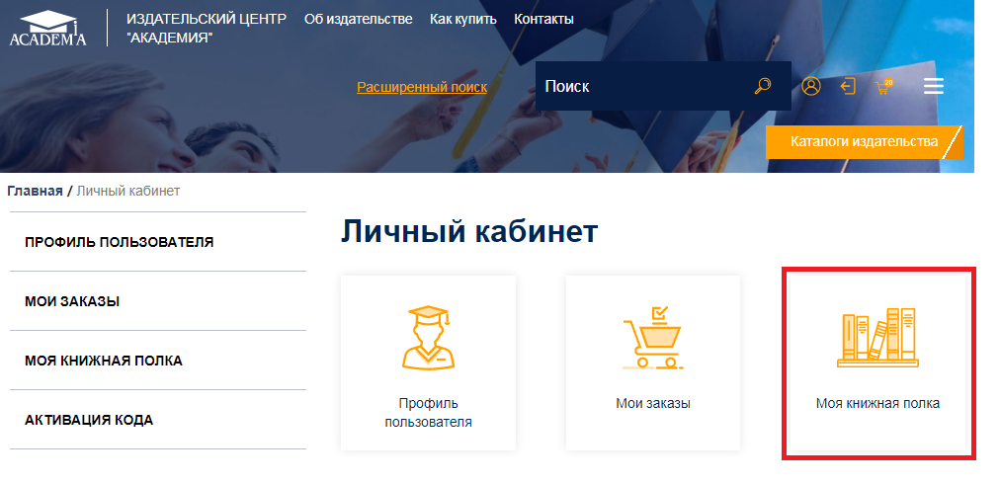 ACADEMA
ИЗДАТЕЛЬСКИЙ ЦЕНТР
"АКАДЕМИЯ"
Об издательстве
Как купить
Контакты
Расширенный поиск
Поиск
20
Каталоги издательства
Главная / Личный кабинет
ПРОФИЛЬ ПОЛЬЗОВАТЕЛЯ
МОИ ЗАКАЗЫ
МОЯ КНИЖНАЯ ПОЛКА
АКТИВАЦИЯ КОДА
Личный кабинет
Профиль
пользователя
Мои заказы
Моя книжная полка